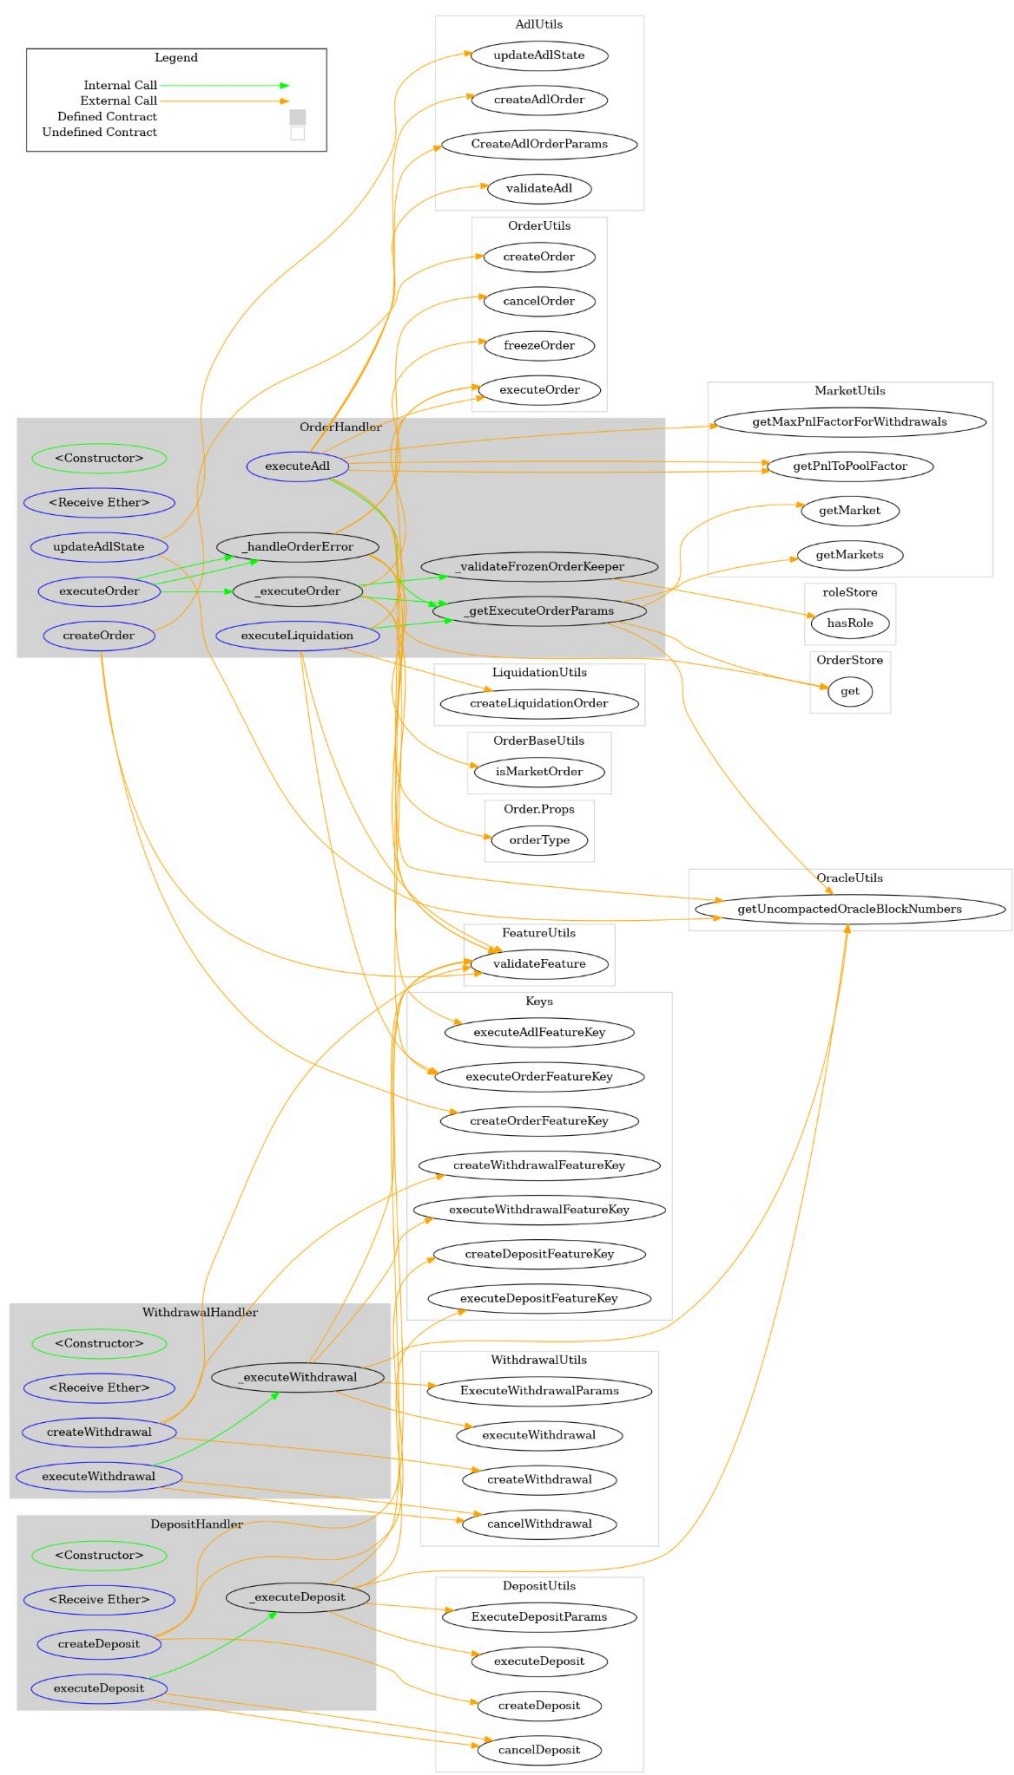 Legend
Internal Call
External Call
Defined Contract
Undefined Contract
AdlUtils
updateAdlState
createAdlOrder
CreateAdlOrderParams
validateAdl
OrderUtils
createOrder
cancelOrder
freezeOrder
executeOrder
MarketUtils
getMaxPnlFactorForWithdrawals
getPnlToPoolFactor
getMarket
getMarkets
OrderHandler
<Constructor>
<Receive Ether>
updateAdlState
executeOrder
createOrder
executeAdl
_handleOrderError
_executeOrder
executeLiquidation
_validateFrozenOrderKeeper
_getExecuteOrderParams
roleStore
hasRole
OrderStore
get
LiquidationUtils
createLiquidationOrder
OrderBaseUtils
isMarketOrder
Order.Props
orderType
OracleUtils
getUncompactedOracleBlockNumbers
FeatureUtils
validateFeature
Keys
executeAdlFeatureKey
executeOrderFeatureKey
createOrderFeatureKey
createWithdrawalFeatureKey
executeWithdrawalFeatureKey
createDepositFeatureKey
executeDepositFeatureKey
WithdrawalHandler
<Constructor>
<Receive Ether>
createWithdrawal
executeWithdrawal
_executeWithdrawal
WithdrawalUtils
ExecuteWithdrawalParams
executeWithdrawal
createWithdrawal
cancelWithdrawal
DepositHandler
<Constructor>
<Receive Ether>
createDeposit
executeDeposit
_executeDeposit
DepositUtils
ExecuteDepositParams
executeDeposit
createDeposit
cancelDeposit